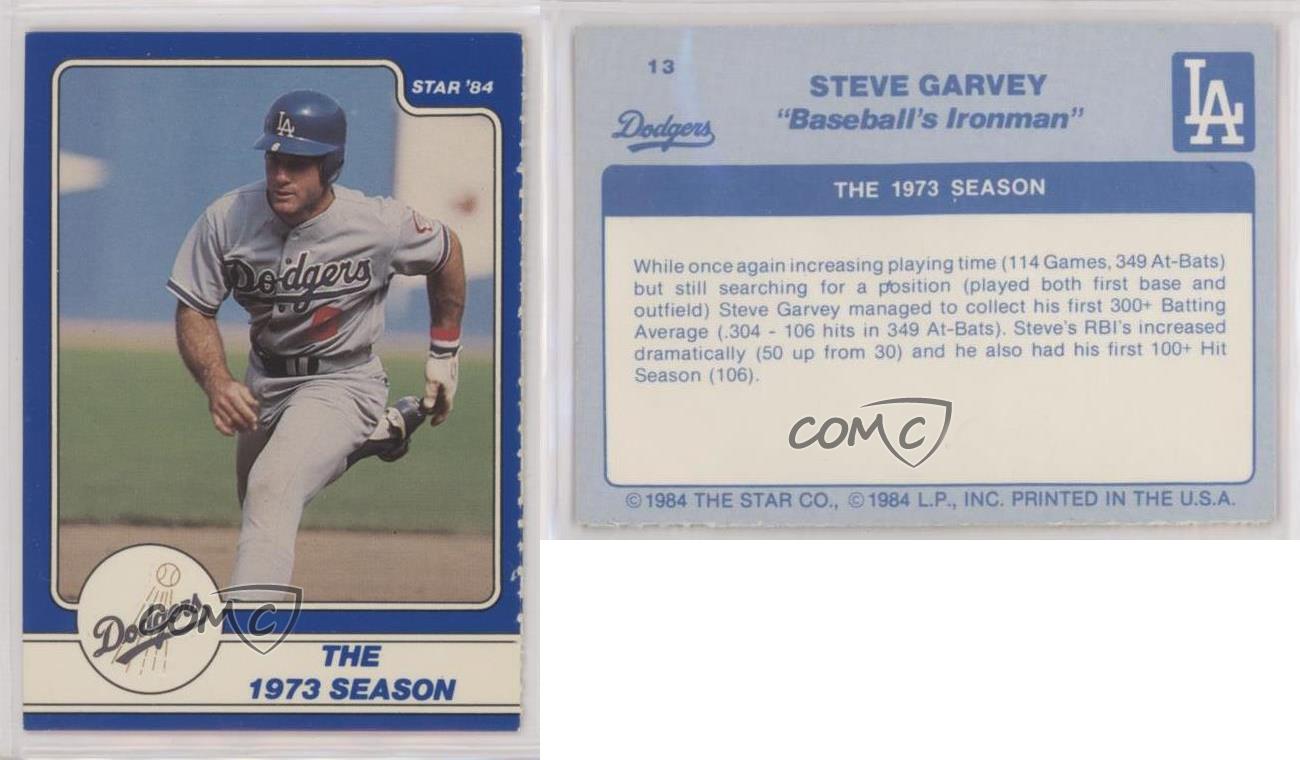 STAR '84
LA
Dodgers
6
Dodgers
COMC
THE
1973 SEASON
13
STEVE GARVEY
"Baseball's Ironman"
Dodgers
LA
THE 1973 SEASON
While once again increasing playing time (114 Games, 349 At-Bats)
but still searching for a position (played both first base and
outfield) Steve Garvey managed to collect his first 300+ Batting
Average (.304 - 106 hits in 349 At-Bats). Steve's RBI's increased
dramatically (50 up from 30) and he also had his first 100+ Hit
Season (106).
COMC
© 1984 THE STAR CO., © 1984 L.P., INC. PRINTED IN THE U.S.A.